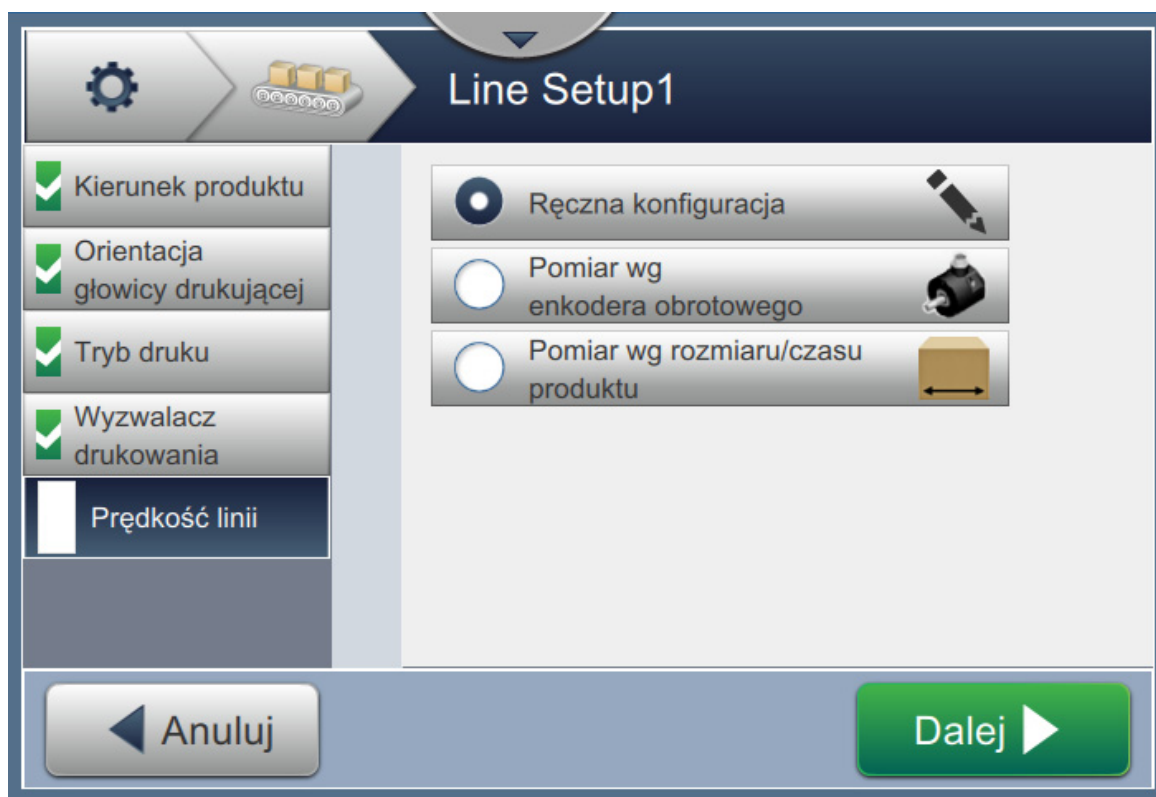 Line Setup1
Kierunek produktu
Orientacja
głowicy drukującej
Tryb druku
Wyzwalacz
drukowania
Prędkość linii
Ręczna konfiguracja
Pomiar wg
enkodera obrotowego
Pomiar wg rozmiaru/czasu
produktu
Anuluj
Dalej